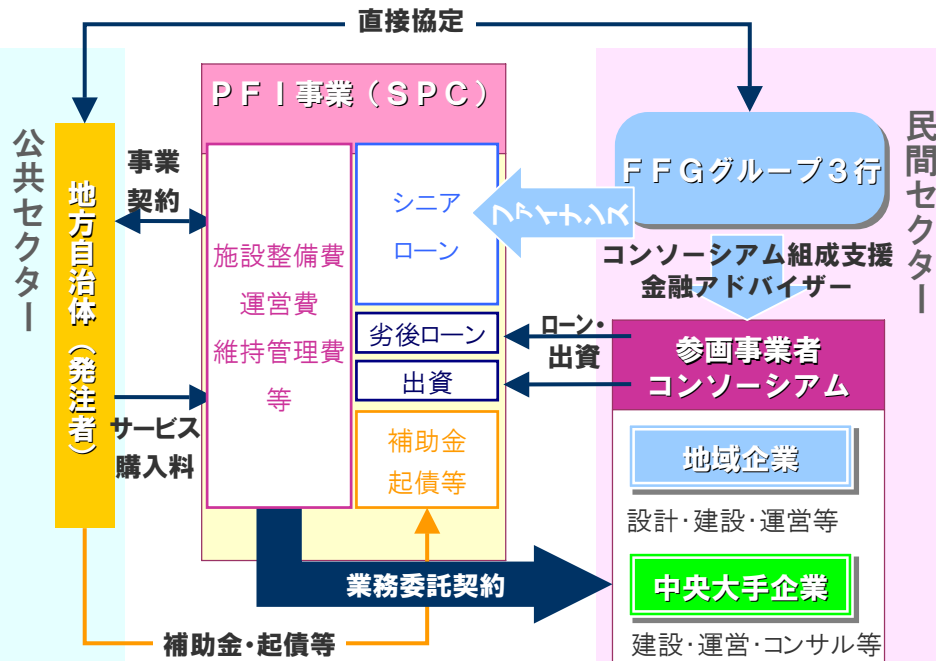 直接協定
公共セクター
民間セクター
PFI事業(SPC)
地方自治体(発注者)
事業
契約
サービス
購入料
施設整備費
運営費
維持管理費
等
シニア
ローン
劣後ローン
出資
補助金
起債等
ファイナンス
FFGグループ3行
コンソーシアム組成支援
金融アドバイザー
ローン・
出資
参画事業者
コンソーシアム
地域企業
設計・建設・運営等
中央大手企業
建設・運営・コンサル等
業務委託契約
補助金・起債等